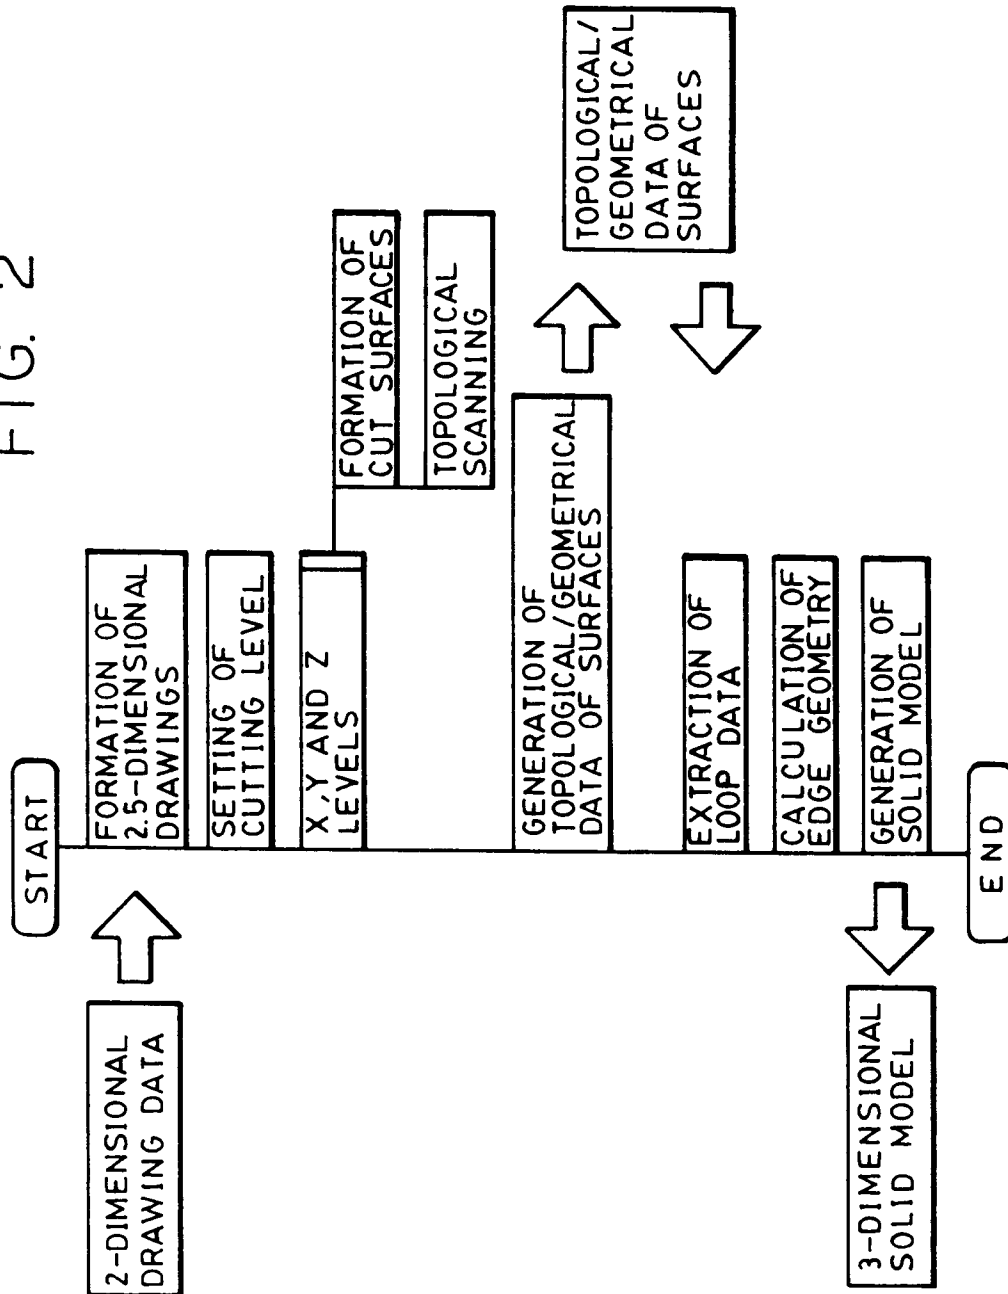 FIG. 2
START
2-DIMENSIONAL
DRAWING DATA
FORMATION OF
2.5-DIMENSIONAL
DRAWINGS
SETTING OF
CUTTING LEVEL
X,Y AND Z
LEVELS
FORMATION OF
CUT SURFACES
TOPOLOGICAL
SCANNING
GENERATION OF
TOPOLOGICAL/GEOMETRICAL
DATA OF SURFACES
TOPOLOGICAL/
GEOMETRICAL
DATA OF
SURFACES
EXTRACTION OF
LOOP DATA
CALCULATION OF
EDGE GEOMETRY
GENERATION OF
SOLID MODEL
3-DIMENSIONAL
SOLID MODEL
END